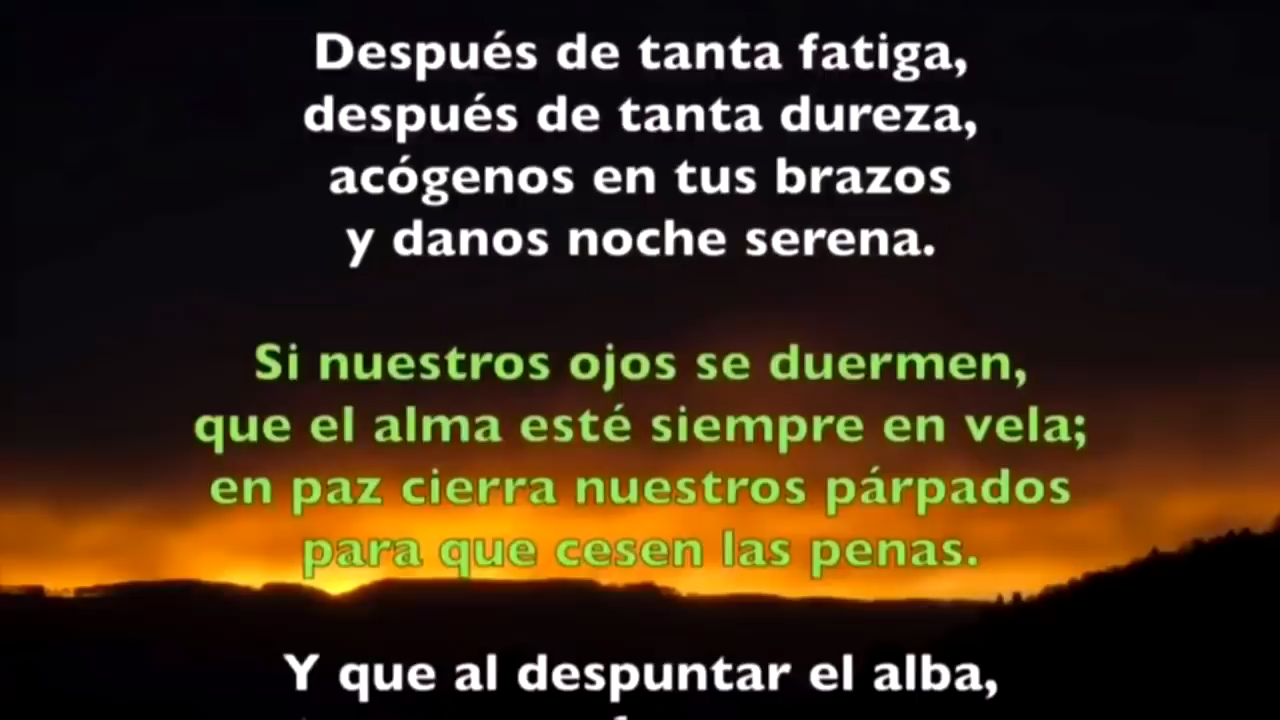 Después de tanta fatiga,
después de tanta dureza,
acógenos en tus brazos
y danos noche serena.
Si nuestros ojos se duermen,
que el alma esté siempre en vela;
en paz cierra nuestros párpados
para que cesen las penas.
Y que al despuntar el alba,